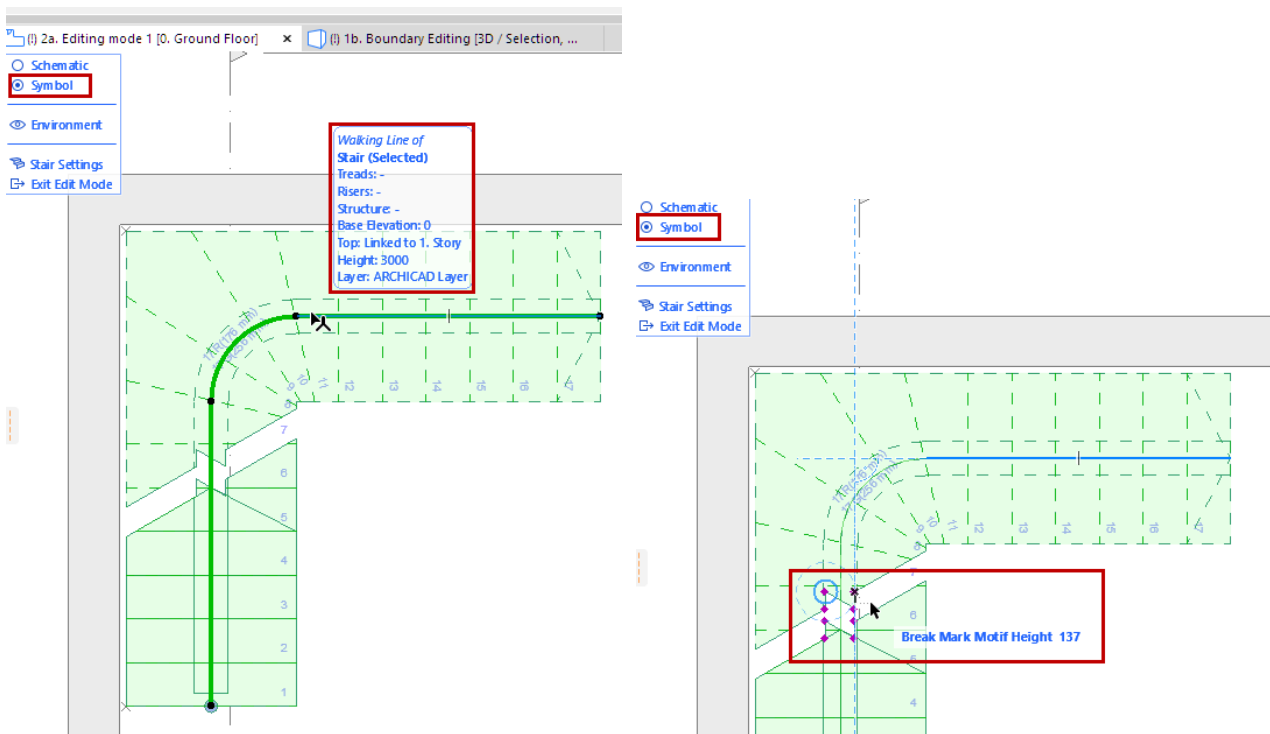 (!) 2a. Editing mode 1 [0. Ground Floor]
(!) 1b. Boundary Editing [3D / Selection, ...
Schematic
Symbol
Environment
Stair Settings
Exit Edit Mode
Walking Line of
Stair (Selected)
Treads: -
Risers: -
Structure: -
Base Elevation: 0
Top: Linked to 1. Story
Height: 3000
Layer: ARCHICAD Layer
9
10
11
12
13
14
15
16
17
8
7
6
5
4
3
2
1
Schematic
Symbol
Environment
Stair Settings
Exit Edit Mode
9
10
11
12
13
14
15
16
17
8
7
6
Break Mark Motif Height 137
5
4